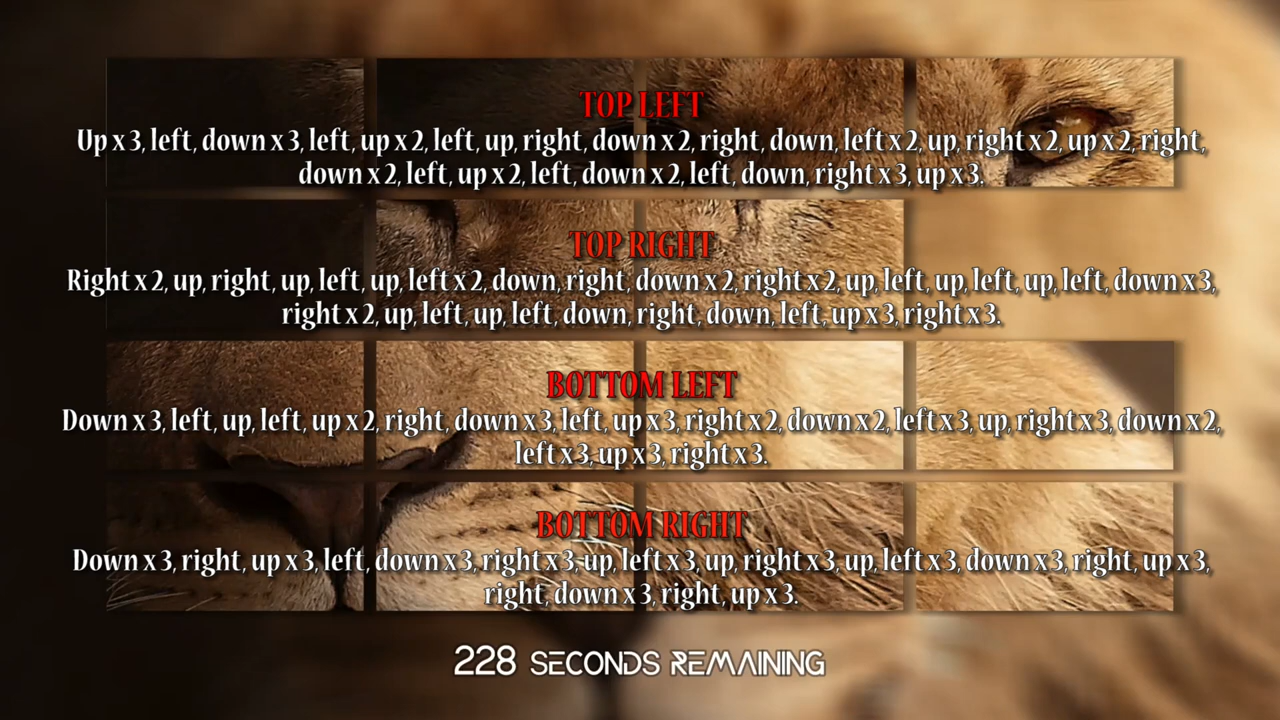 TOP LEFT
Up x 3, left, down x 3, left, up x 2, left, up, right, down x 2, right, down, left x 2, up, right x 2, up x 2, right,
down x 2, left, up x 2, left, down x 2, left, down, right x 3, up x 3.
TOP RIGHT
Right x 2, up, right, up, left, up, left x 2, down, right, down x 2, right x 2, up, left, up, left, up, left, down x 3,
right x 2, up, left, up, left, down, right, down, left, up x 3, right x 3.
BOTTOM LEFT
Down x 3, left, up, left, up x 2, right, down x 3, left, up x 3, right x 2, down x 2, left x 3, up, right x 3, down x 2,
left x 3, up x 3, right x 3.
BOTTOM RIGHT
Down x 3, right, up x 3, left, down x 3, right x 3, up, left x 3, up, right x 3, up, left x 3, down x 3, right, up x 3,
right, down x 3, right, up x 3.
228 SECONDS REMAINING